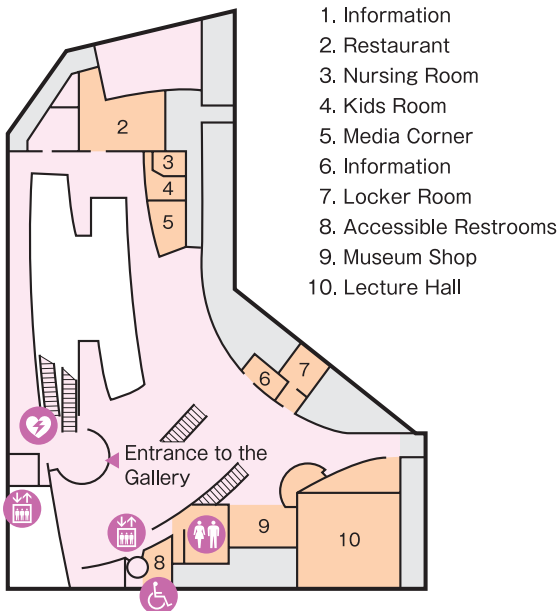 1. Information
2. Restaurant
3. Nursing Room
4. Kids Room
5. Media Corner
6. Information
7. Locker Room
8. Accessible Restrooms
9. Museum Shop
10. Lecture Hall
2
3
4
5
6
7
Entrance to the
Gallery
9
10
8